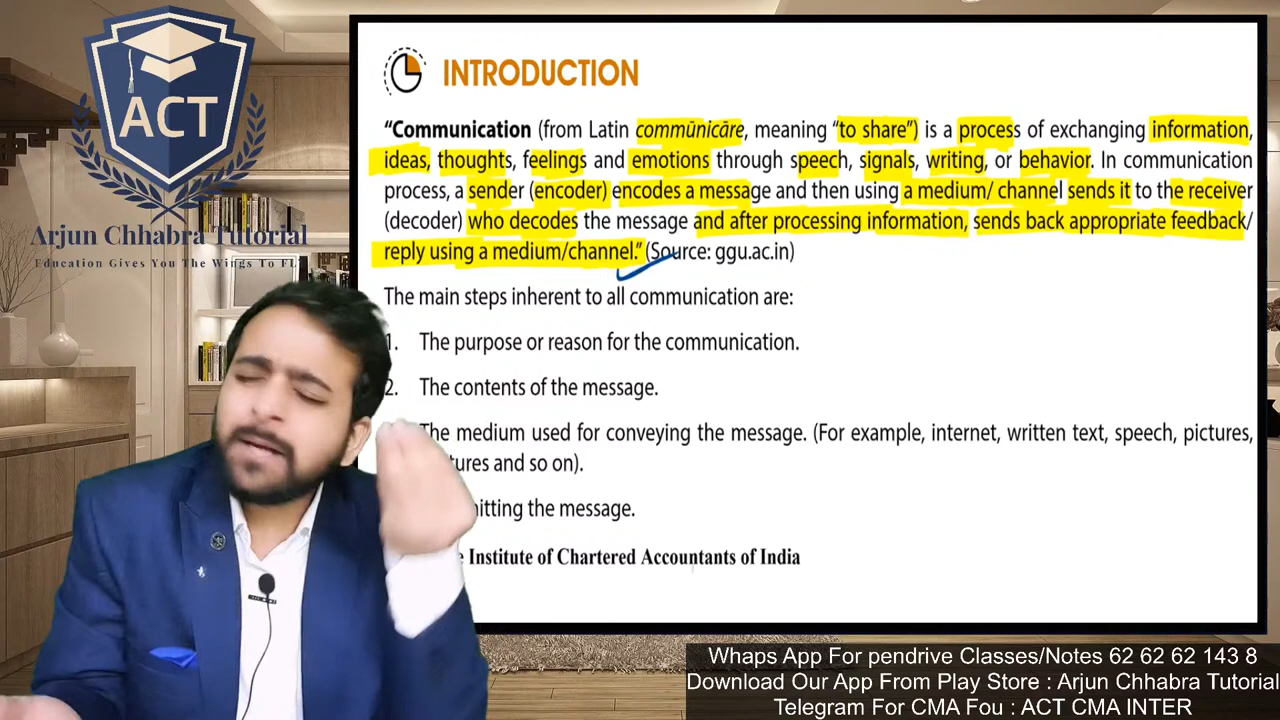 ACT
Arjun Chhabra Tutorial
Education Gives You The Wings To
INTRODUCTION
“Communication (from Latin commūnicāre, meaning “to share”) is a process of exchanging information,
ideas, thoughts, feelings and emotions through speech, signals, writing, or behavior. In communication
process, a sender (encoder) encodes a message and then using a medium/ channel sends it to the receiver
(decoder) who decodes the message and after processing information, sends back appropriate feedback/
reply using a medium/channel.” (Source: ggu.ac.in)
The main steps inherent to all communication are:
1. The purpose or reason for the communication.
2. The contents of the message.
The medium used for conveying the message. (For example, internet, written text, speech, pictures,
and so on).
the message.
Institute of Chartered Accountants of India
Whaps App For pendrive Classes/Notes 62 62 62 143 8
Download Our App From Play Store : Arjun Chhabra Tutorial
Telegram For CMA Fou : ACT CMA INTER